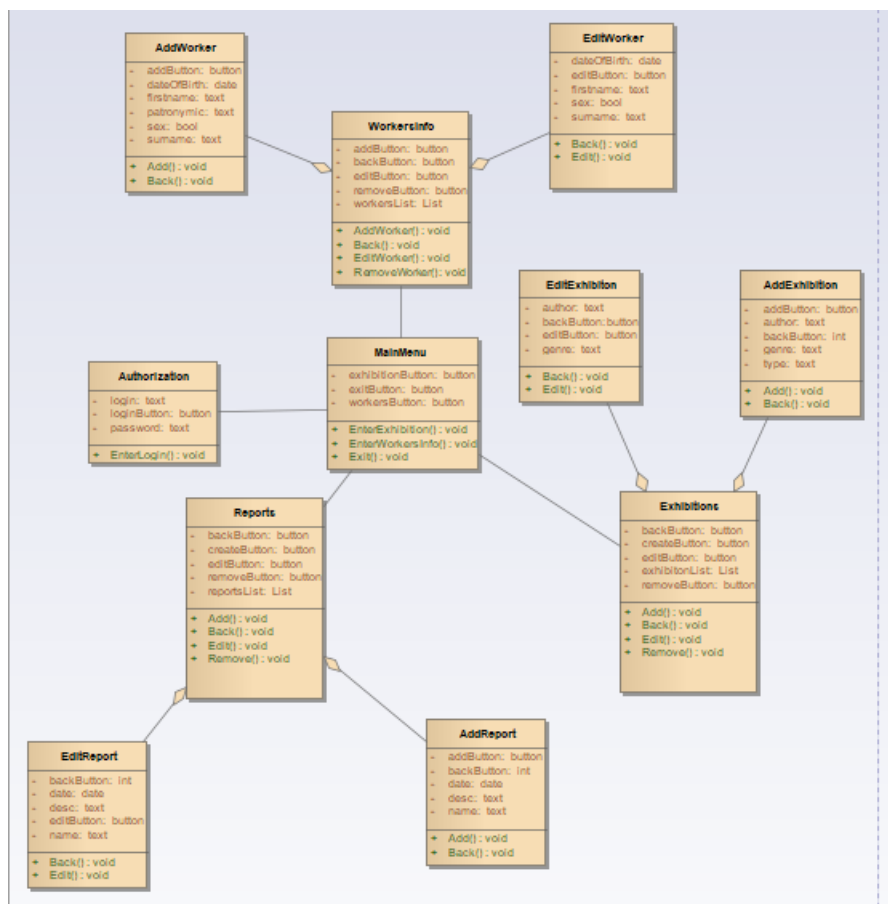 AddWorker
- addButton: button
- dateOfBirth: date
- firstname: text
- patronymic: text
- sex: bool
- surname: text
+ Add() : void
+ Back() : void
EditWorker
- dateOfBirth: date
- editButton: button
- firstname: text
- sex: bool
- surname: text
+ Back() : void
+ Edit() : void
WorkersInfo
- addButton: button
- backButton: button
- editButton: button
- removeButton: button
- workersList: List
+ AddWorker() : void
+ Back() : void
+ EditWorker() : void
+ RemoveWorker() : void
EditExhibiton
- author: text
- backButton:button
- editButton: button
- genre: text
+ Back() : void
+ Edit() : void
AddExhibition
- addButton: button
- author: text
- backButton: int
- genre: text
- type: text
+ Add() : void
+ Back() : void
MainMenu
- exhibitionButton: button
- exitButton: button
- workersButton: button
+ EnterExhibition() : void
+ EnterWorkersInfo() : void
+ Exit() : void
Authorization
- login: text
- loginButton: button
- password: text
+ EnterLogin() : void
Reports
- backButton: button
- createButton: button
- editButton: button
- removeButton: button
- reportsList: List
+ Add() : void
+ Back() : void
+ Edit() : void
+ Remove() : void
Exhibitions
- backButton: button
- createButton: button
- editButton: button
- exhibitonList: List
- removeButton: button
+ Add() : void
+ Back() : void
+ Edit() : void
+ Remove() : void
EditReport
- backButton: int
- date: date
- desc: text
- editButton: button
- name: text
+ Back() : void
+ Edit() : void
AddReport
- addButton: button
- backButton: int
- date: date
- desc: text
- name: text
+ Add() : void
+ Back() : void